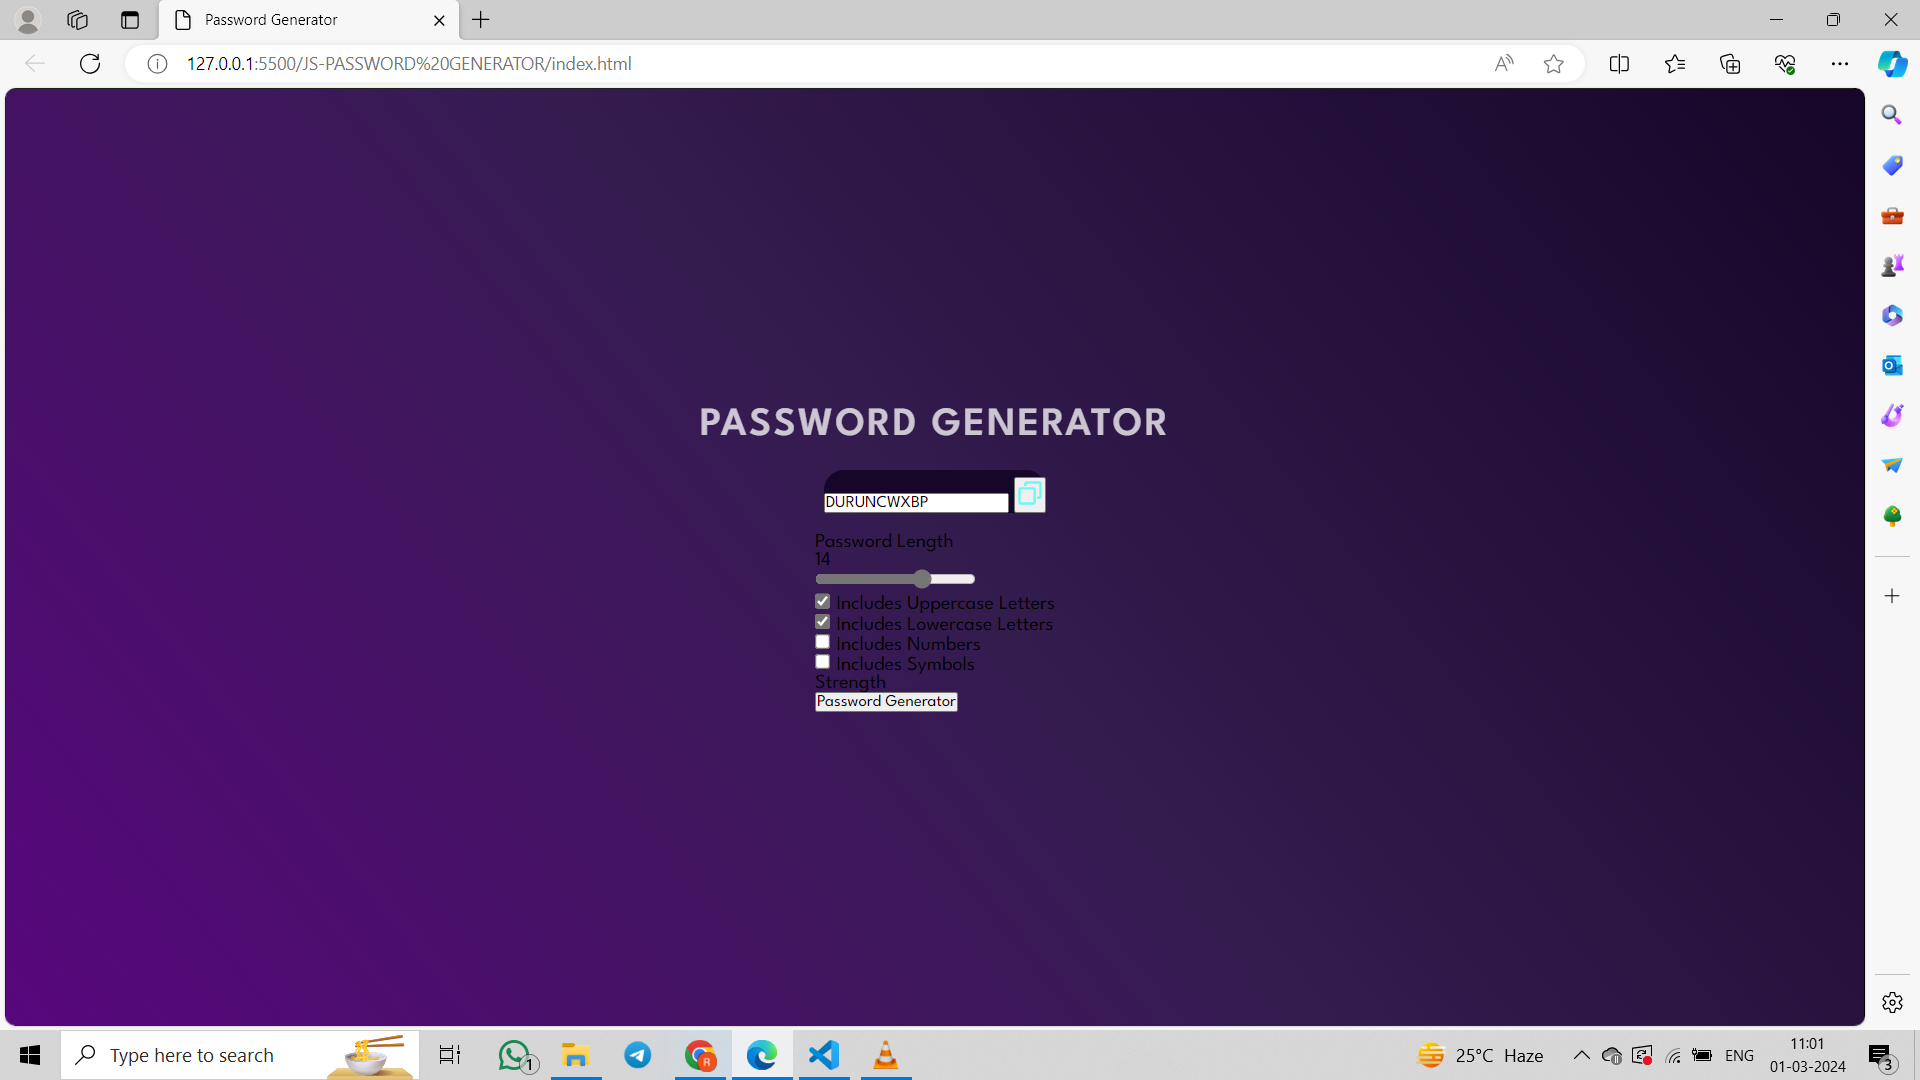 Password Generator
127.0.0.1:5500/JS-PASSWORD%20GENERATOR/index.html
PASSWORD GENERATOR
DURUNCWXBP
Password Length
14
Includes Uppercase Letters
Includes Lowercase Letters
Includes Numbers
Includes Symbols
Strength
Password Generator
Type here to search
1
R
25°C Haze
ENG
11:01
01-03-2024
3